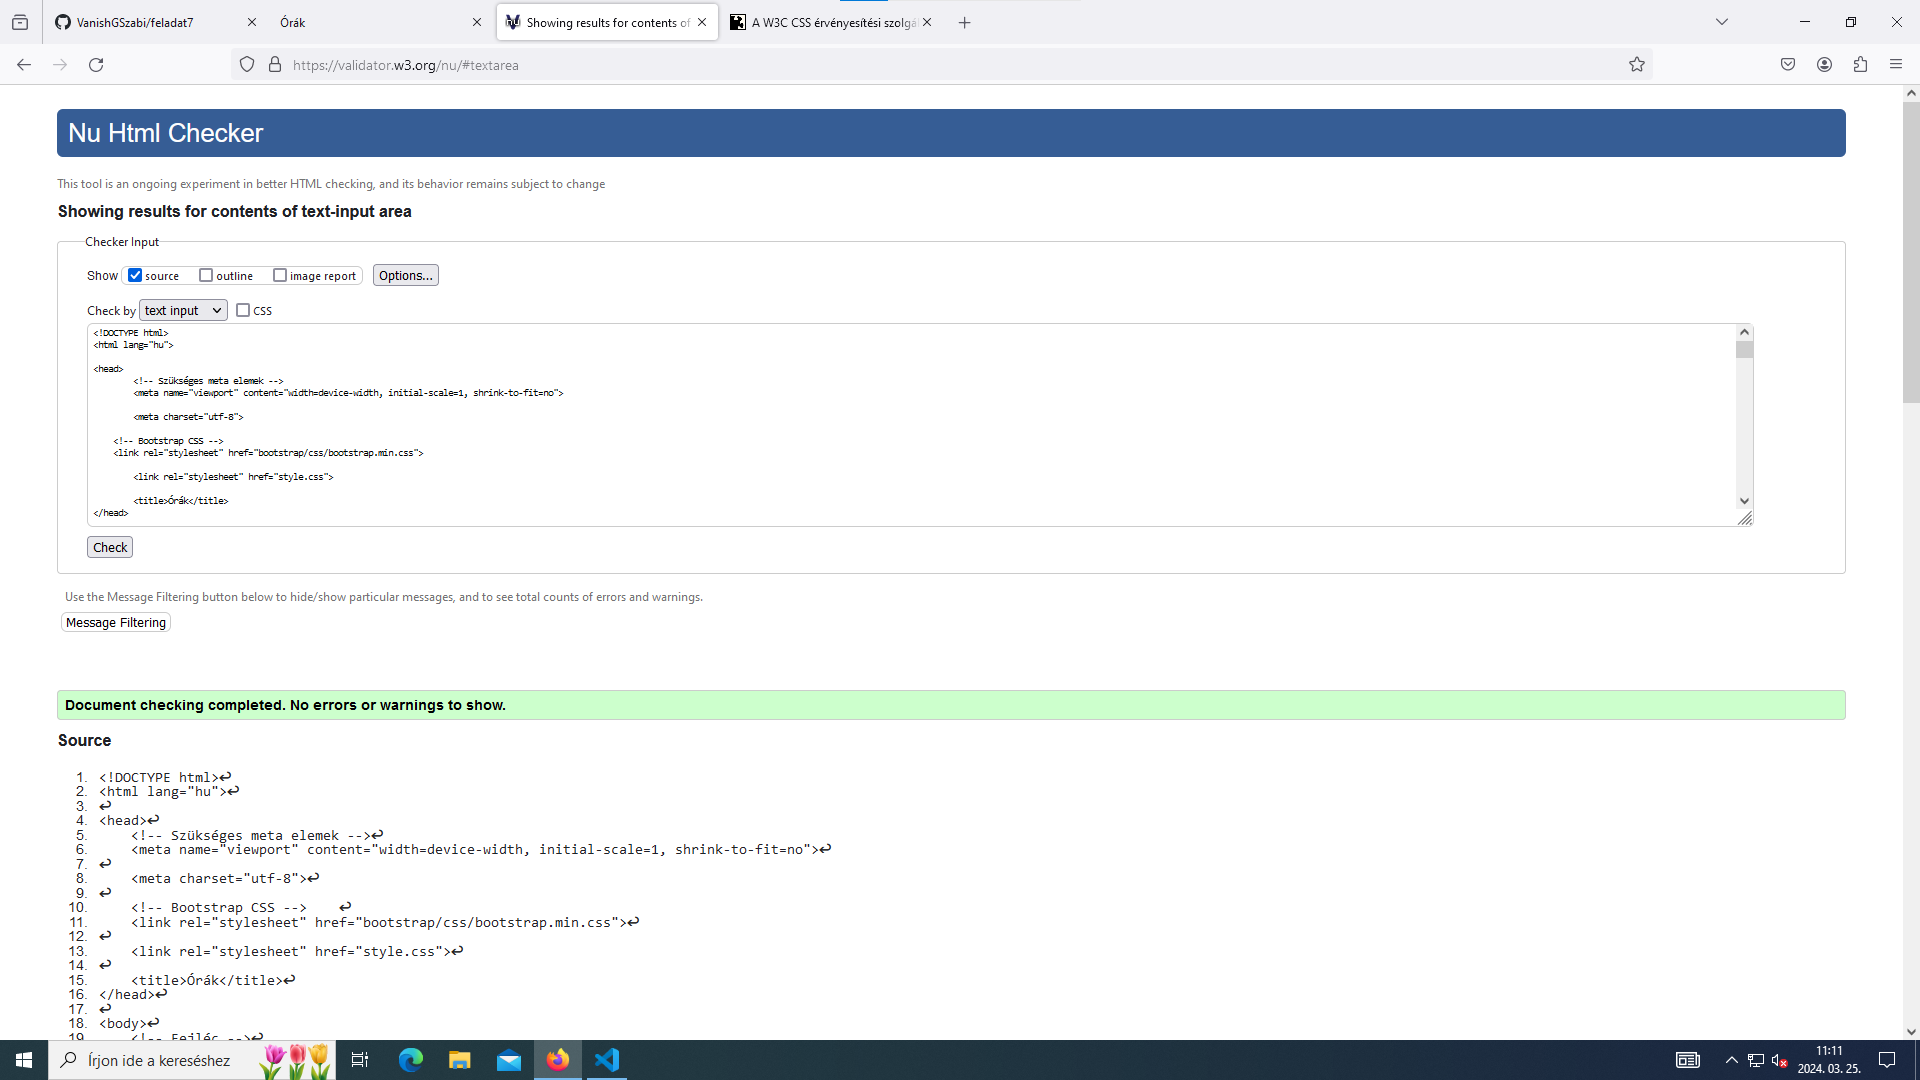 VanishGSzabi/feladat7
Órák
Showing results for contents of
A W3C CSS érvényesítési szolgá
https://validator.w3.org/nu/#textarea
Nu Html Checker
This tool is an ongoing experiment in better HTML checking, and its behavior remains subject to change
Showing results for contents of text-input area
Checker Input
Show source outline image report Options...
Check by text input CSS
<!DOCTYPE html>
<html lang="hu">
<head>
<!-- Szükséges meta elemek -->
<meta name="viewport" content="width=device-width, initial-scale=1, shrink-to-fit=no">
<meta charset="utf-8">
<!-- Bootstrap CSS -->
<link rel="stylesheet" href="bootstrap/css/bootstrap.min.css">
<link rel="stylesheet" href="style.css">
<title>Órák</title>
</head>
Check
Use the Message Filtering button below to hide/show particular messages, and to see total counts of errors and warnings.
Message Filtering
Document checking completed. No errors or warnings to show.
Source
1. <!DOCTYPE html>↩
2. <html lang="hu">↩
3. ↩
4. <head>↩
5. <!-- Szükséges meta elemek -->↩
6. <meta name="viewport" content="width=device-width, initial-scale=1, shrink-to-fit=no">↩
7. ↩
8. <meta charset="utf-8">↩
9. ↩
10. <!-- Bootstrap CSS --> ↩
11. <link rel="stylesheet" href="bootstrap/css/bootstrap.min.css">↩
12. ↩
13. <link rel="stylesheet" href="style.css">↩
14. ↩
15. <title>Órák</title>↩
16. </head>↩
17. ↩
18. <body>↩
19. <!-- Fejléc -->↩
Írjon ide a kereséshez
11:11
2024. 03. 25.